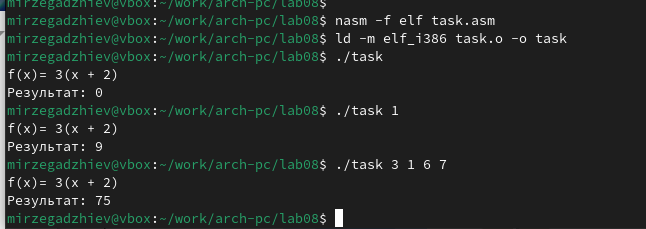 mirzegadzhiev@vbox:~/work/arch-pc/lab08$
mirzegadzhiev@vbox:~/work/arch-pc/lab08$ nasm -f elf task.asm
mirzegadzhiev@vbox:~/work/arch-pc/lab08$ ld -m elf_i386 task.o -o task
mirzegadzhiev@vbox:~/work/arch-pc/lab08$ ./task
f(x)= 3(x + 2)
Результат: 0
mirzegadzhiev@vbox:~/work/arch-pc/lab08$ ./task 1
f(x)= 3(x + 2)
Результат: 9
mirzegadzhiev@vbox:~/work/arch-pc/lab08$ ./task 3 1 6 7
f(x)= 3(x + 2)
Результат: 75
mirzegadzhiev@vbox:~/work/arch-pc/lab08$